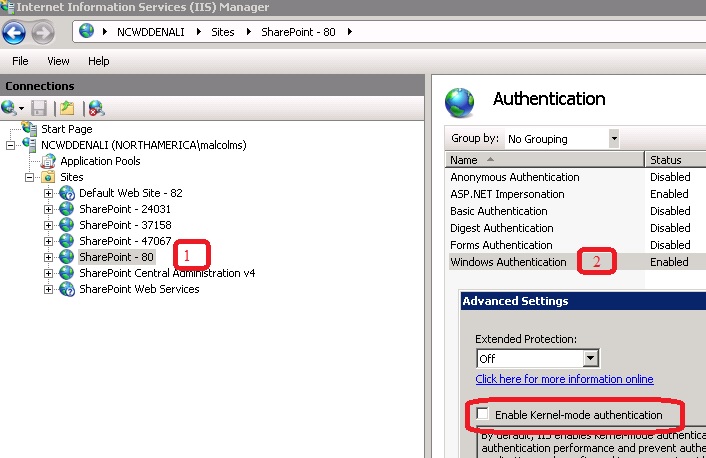 Internet Information Services (IIS) Manager
NCWDDENALI Sites SharePoint - 80
File View Help
Connections
Start Page
NCWDDENALI (NORTHAMERICA\malcolms)
Application Pools
Sites
Default Web Site - 82
SharePoint - 24031
SharePoint - 37158
SharePoint - 47067
SharePoint - 80 1
SharePoint Central Administration v4
SharePoint Web Services
Authentication
Group by: No Grouping
Name Status
Anonymous Authentication Disabled
ASP.NET Impersonation Enabled
Basic Authentication Disabled
Digest Authentication Disabled
Forms Authentication Disabled
Windows Authentication 2 Enabled
Advanced Settings
Extended Protection:
Off
Click here for more information online
Enable Kernel-mode authentication
By default, IIS enables kernel-mode authentica
authentication performance and prevent authe